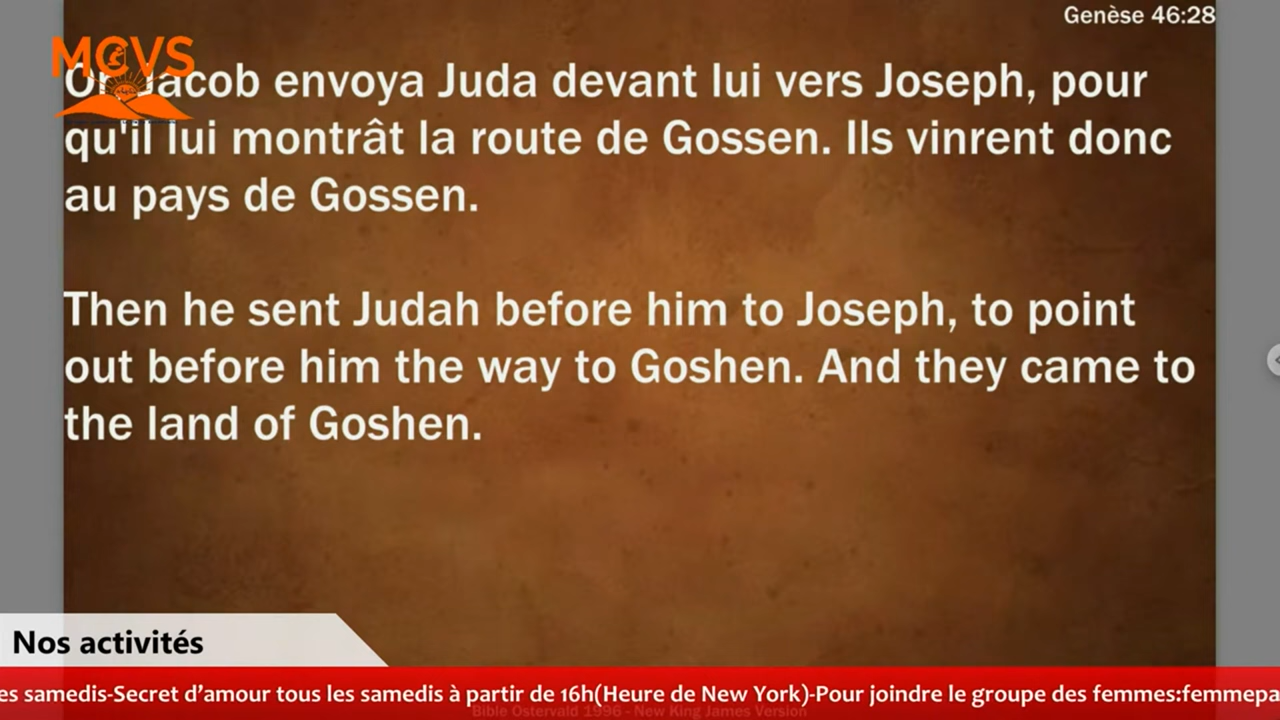 Genèse 46:28
MCVS
Or Jacob envoya Juda devant lui vers Joseph, pour
qu'il lui montrât la route de Gossen. Ils vinrent donc
au pays de Gossen.
Then he sent Judah before him to Joseph, to point
out before him the way to Goshen. And they came to
the land of Goshen.
Nos activités
es samedis-Secret d’amour tous les samedis à partir de 16h(Heure de New York)-Pour joindre le groupe des femmes:femmepa
Bible Ostervald 1996 - New King James Version